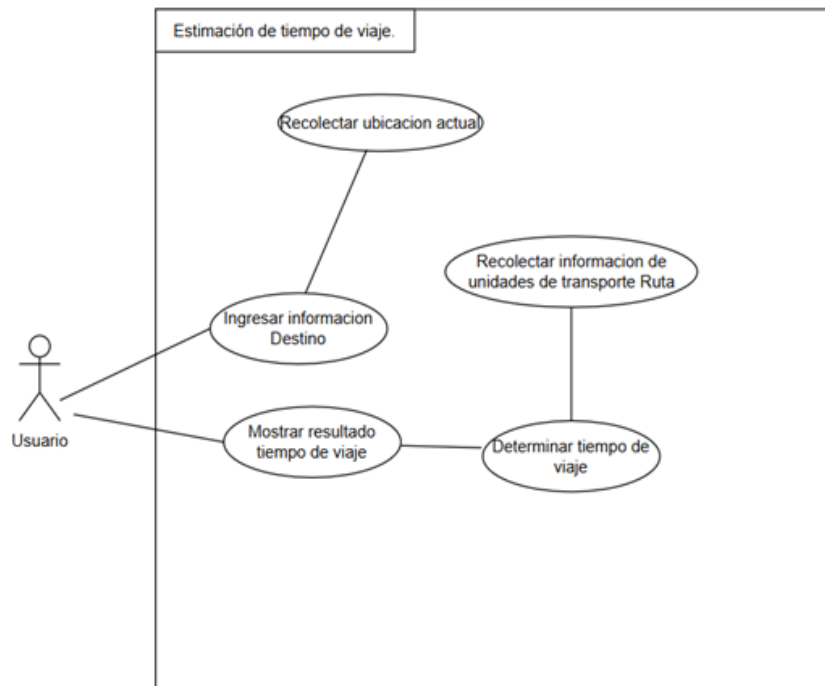 Estimación de tiempo de viaje.
Recolectar ubicacion actual
Recolectar informacion de
unidades de transporte Ruta
Ingresar informacion
Destino
Usuario
Mostrar resultado
tiempo de viaje
Determinar tiempo de
viaje